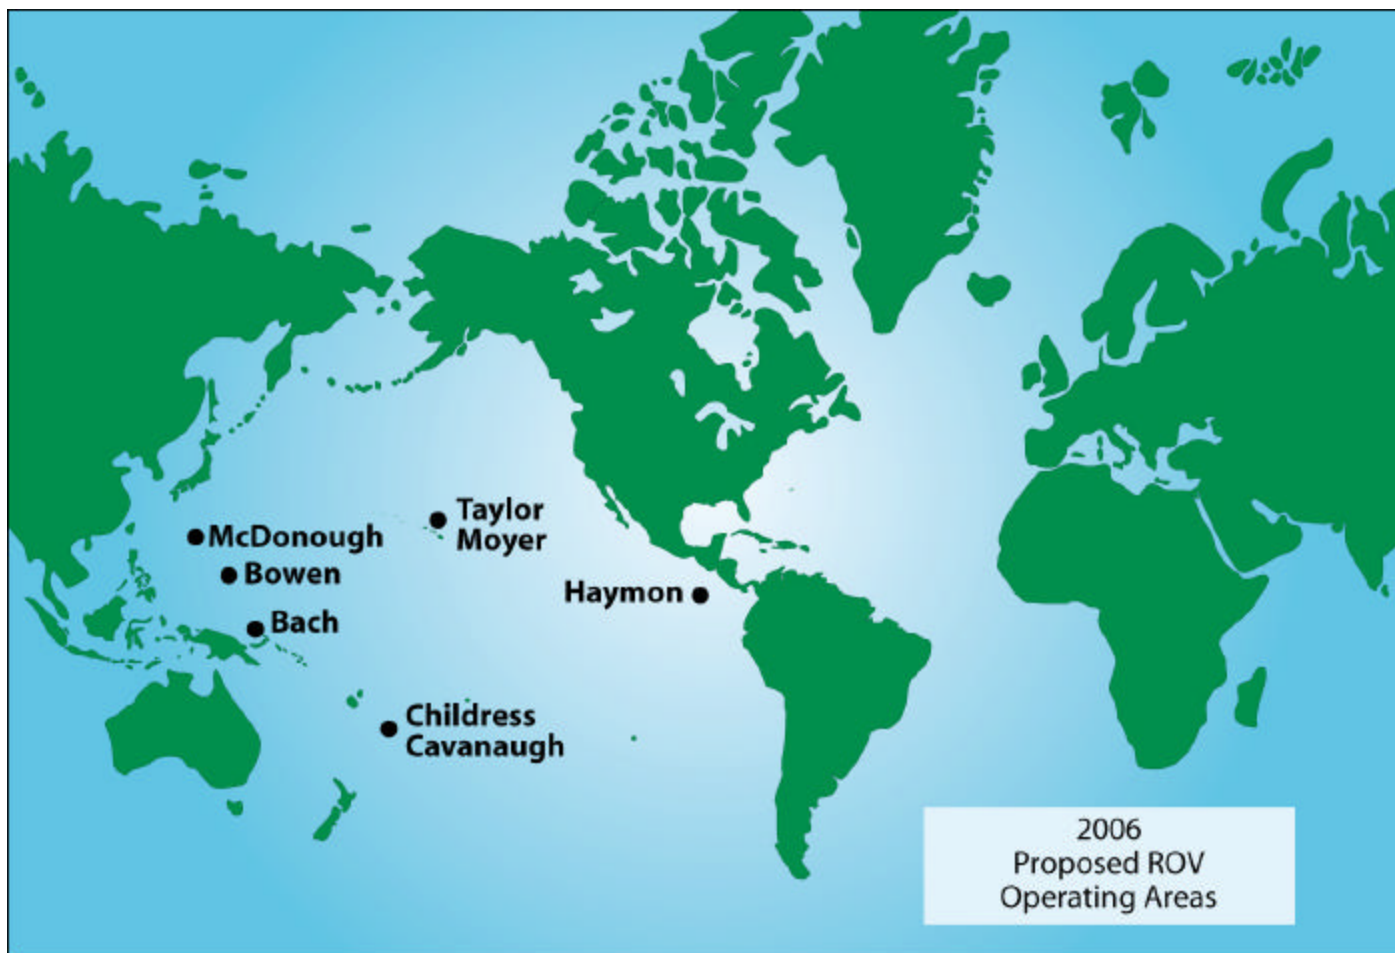 Taylor
Moyer
McDonough
Bowen
Haymon
Bach
Childress
Cavanaugh
2006
Proposed ROV
Operating Areas